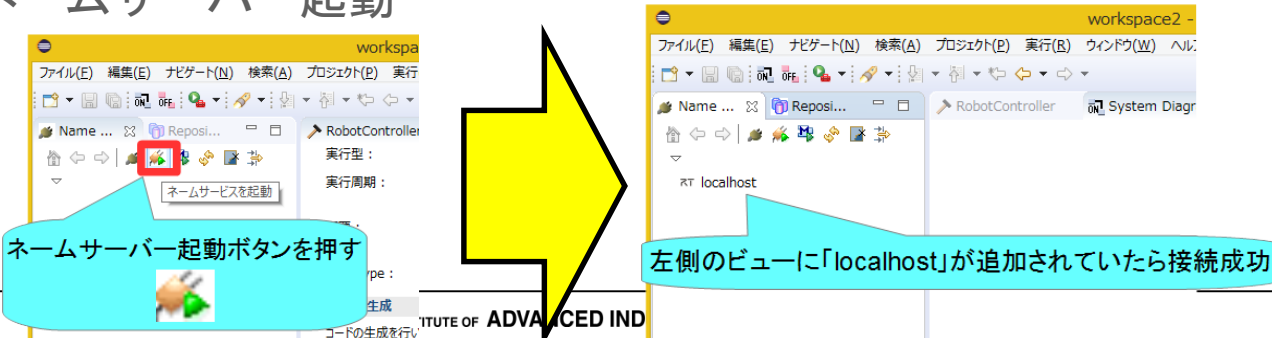 ネームサーバー起動
workspa
ファイル(F) 編集(E) ナビゲート(N) 検索(A) プロジェクト(P) 実行
Name ... Reposi...
RobotController
実行型：
実行周期：
ネームサービスを起動
ネームサーバー起動ボタンを押す
ype：
生成
コードの生成を行い
workspace2 -
ファイル(F) 編集(E) ナビゲート(N) 検索(A) プロジェクト(P) 実行(R) ウィンドウ(W) ヘル
Name ... Reposi...
RobotController System Diagr
RT localhost
左側のビューに「localhost」が追加されていたら接続成功
ITUTE OF ADVANCED IND